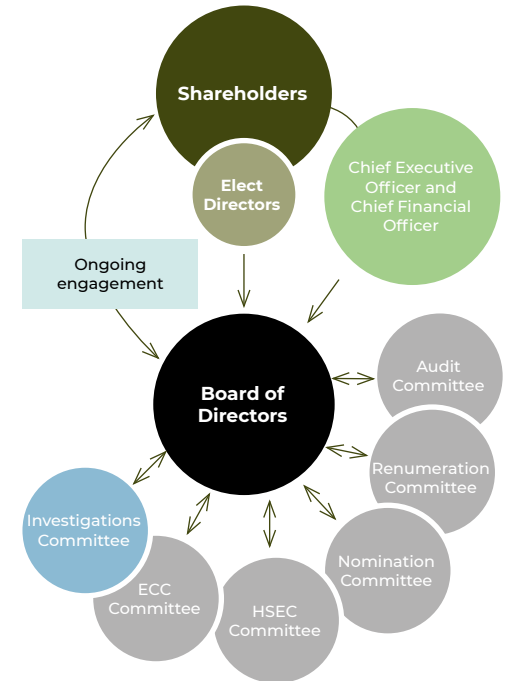 Shareholders
Elect
Directors
Chief Executive
Officer and
Chief Financial
Officer
Ongoing
engagement
Board of
Directors
Audit
Committee
Renumeration
Committee
Nomination
Committee
HSEC
Committee
ECC
Committee
Investigations
Committee